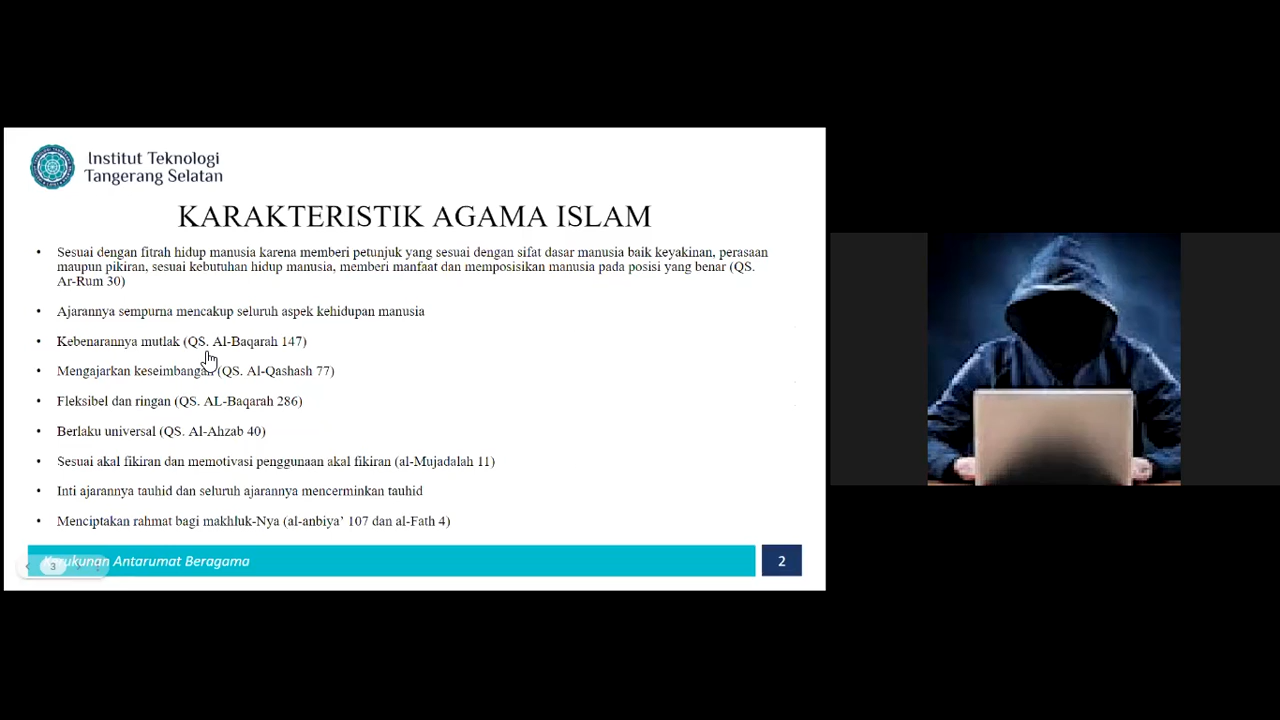 Institut Teknologi
Tangerang Selatan
KARAKTERISTIK AGAMA ISLAM
• Sesuai dengan fitrah hidup manusia karena memberi petunjuk yang sesuai dengan sifat dasar manusia baik keyakinan, perasaan
maupun pikiran, sesuai kebutuhan hidup manusia, memberi manfaat dan memposisikan manusia pada posisi yang benar (QS.
Ar-Rum 30)
• Ajarannya sempurna mencakup seluruh aspek kehidupan manusia
• Kebenarannya mutlak (QS. Al-Baqarah 147)
• Mengajarkan keseimbangan (QS. Al-Qashash 77)
• Fleksibel dan ringan (QS. AL-Baqarah 286)
• Berlaku universal (QS. Al-Ahzab 40)
• Sesuai akal fikiran dan memotivasi penggunaan akal fikiran (al-Mujadalah 11)
• Inti ajarannya tauhid dan seluruh ajarannya mencerminkan tauhid
• Menciptakan rahmat bagi makhluk-Nya (al-anbiya’ 107 dan al-Fath 4)
Kerukunan Antarumat Beragama
3
2